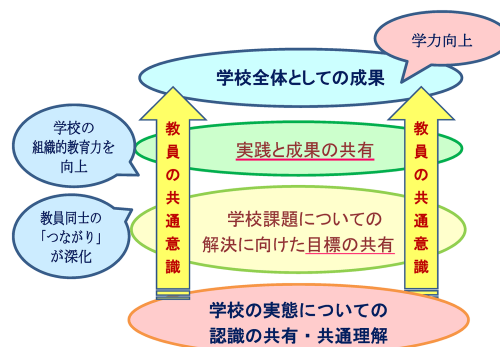 学力向上
学校全体としての成果
学校の
組織的教育力を
向上
教員の共通意識
実践と成果の共有
教員の共通意識
教員同士の
「つながり」
が深化
学校課題についての
解決に向けた目標の共有
学校の実態についての
認識の共有・共通理解